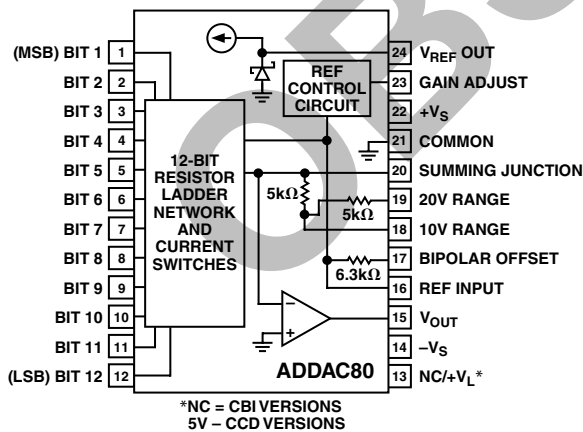 (MSB) BIT 1 1
BIT 2 2
BIT 3 3
BIT 4 4
BIT 5 5
BIT 6 6
BIT 7 7
BIT 8 8
BIT 9 9
BIT 10 10
BIT 11 11
(LSB) BIT 12 12
12-BIT
RESISTOR
LADDER
NETWORK
AND
CURRENT
SWITCHES
REF
CONTROL
CIRCUIT
5kΩ
5kΩ
6.3kΩ
−
+
ADDAC80
24 VREF OUT
23 GAIN ADJUST
22 +VS
21 COMMON
20 SUMMING JUNCTION
19 20V RANGE
18 10V RANGE
17 BIPOLAR OFFSET
16 REF INPUT
15 VOUT
14 –VS
13 NC/+VL*
*NC = CBI VERSIONS
5V – CCD VERSIONS